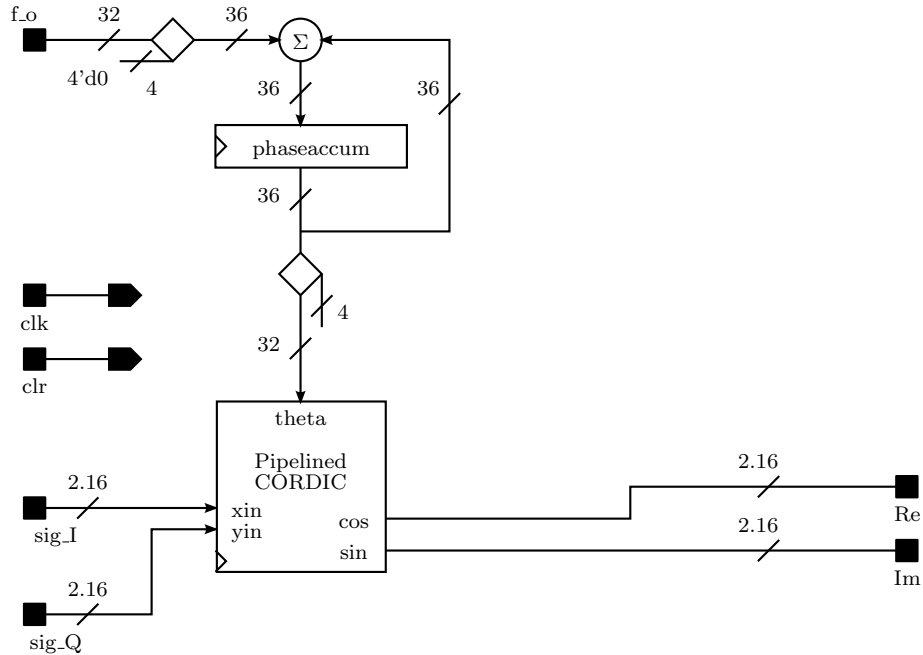 f_o
32
36
Σ
4'd0
4
36
36
phaseaccum
36
4
clk
32
clr
theta
Pipelined
CORDIC
2.16
xin
sig_I
yin
cos
2.16
Re
sin
2.16
Im
2.16
sig_Q